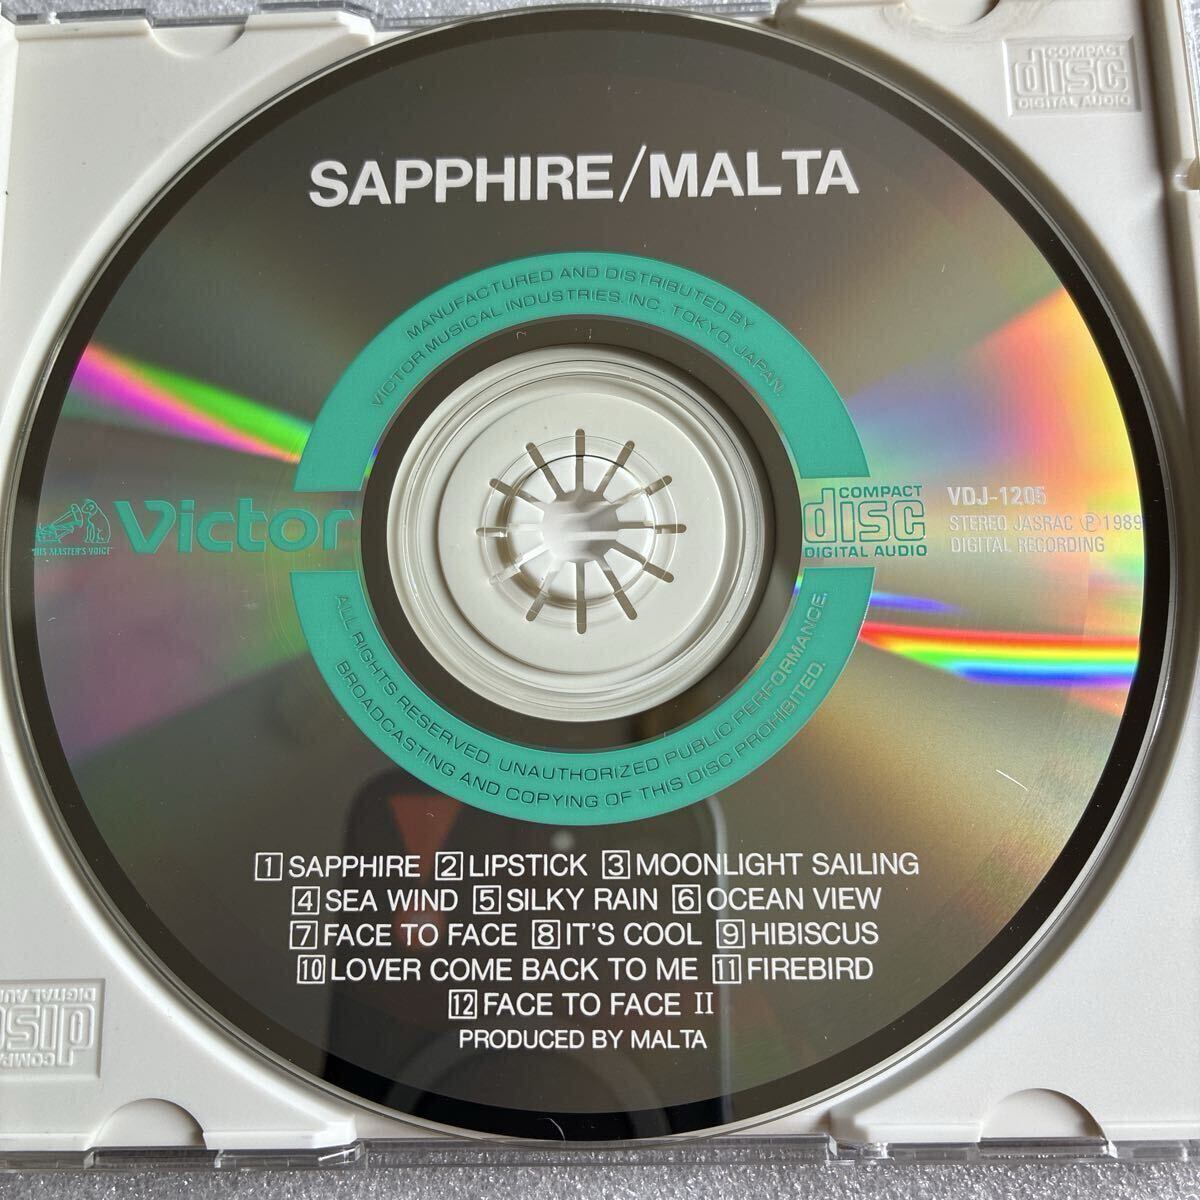 COMPACT
disc
DIGITAL AUDIO
SAPPHIRE/MALTA
MANUFACTURED AND DISTRIBUTED BY
VICTOR MUSICAL INDUSTRIES, INC., TOKYO, JAPAN.
"HIS MASTER'S VOICE"
Victor
COMPACT
disc
DIGITAL AUDIO
VDJ-1205
STEREO JASRAC Ⓟ 1989
DIGITAL RECORDING
ALL RIGHTS RESERVED. UNAUTHORIZED PUBLIC PERFORMANCE,
BROADCASTING AND COPYING OF THIS DISC PROHIBITED.
1 SAPPHIRE 2 LIPSTICK 3 MOONLIGHT SAILING
4 SEA WIND 5 SILKY RAIN 6 OCEAN VIEW
7 FACE TO FACE 8 IT'S COOL 9 HIBISCUS
10 LOVER COME BACK TO ME 11 FIREBIRD
12 FACE TO FACE II
PRODUCED BY MALTA
COMPA
disc
DIGITAL AU